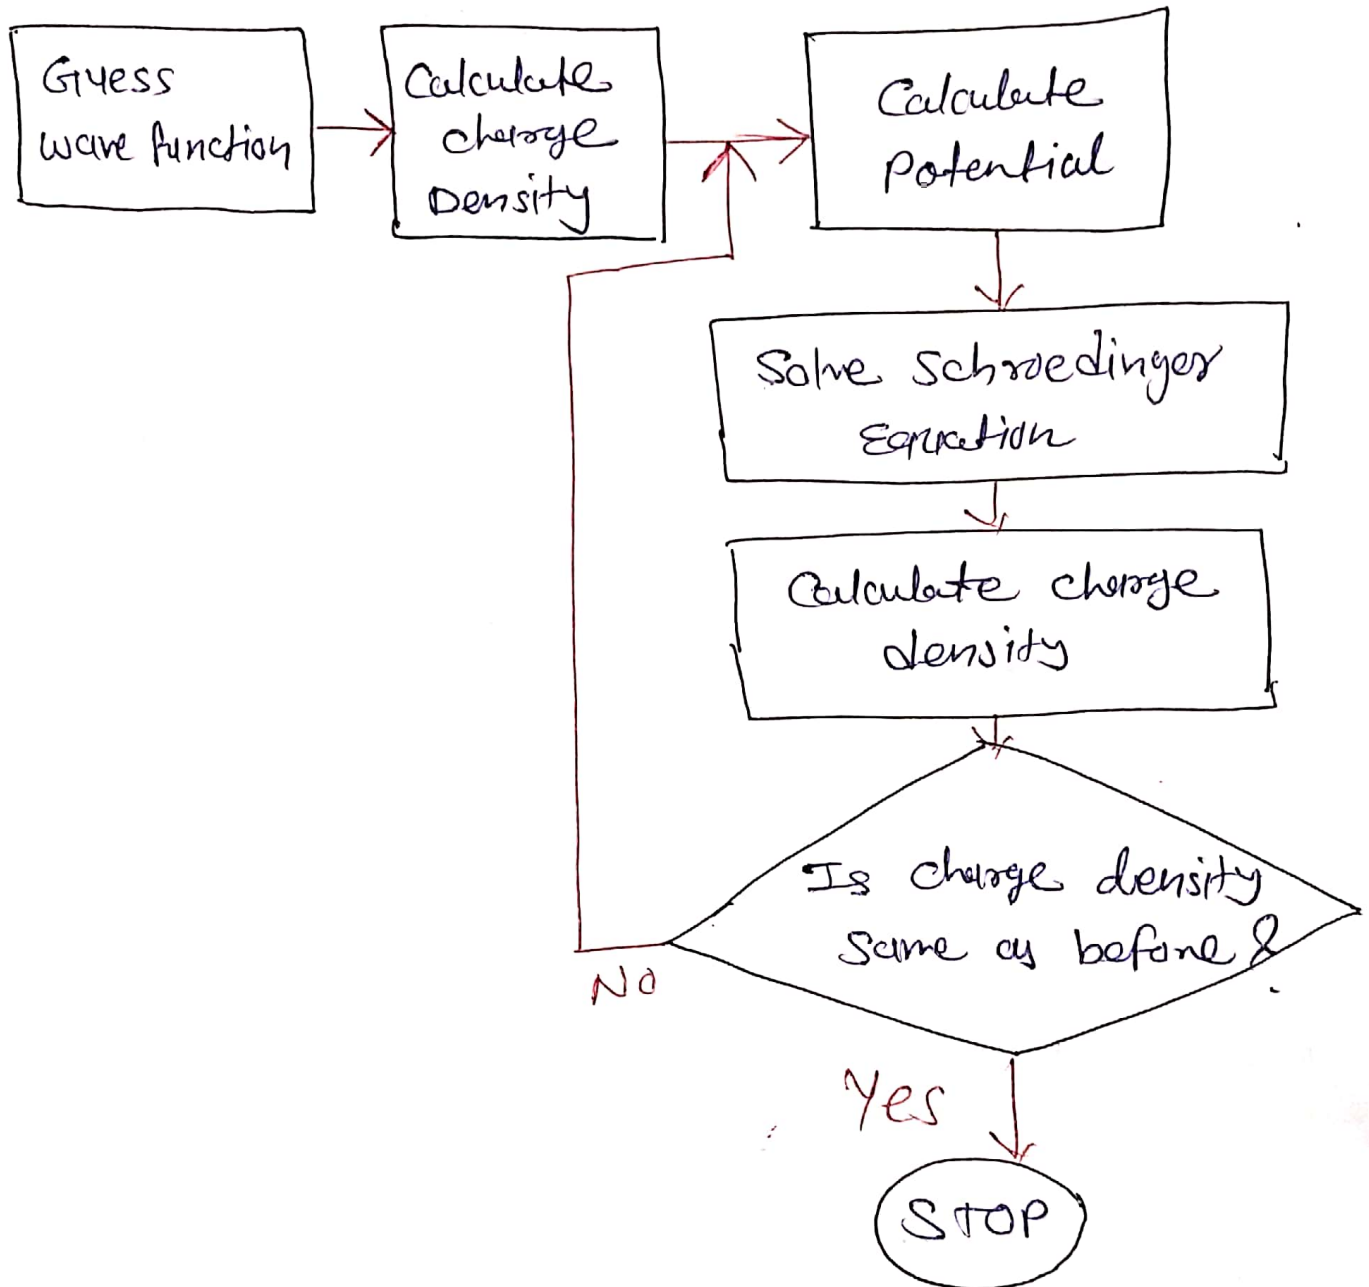 Guess
wave function
Calculate
charge
Density
Calculate
Potential
Solve Schroedinger
Equation
Calculate charge
density
Is charge density
Same as before ?
No
Yes
STOP